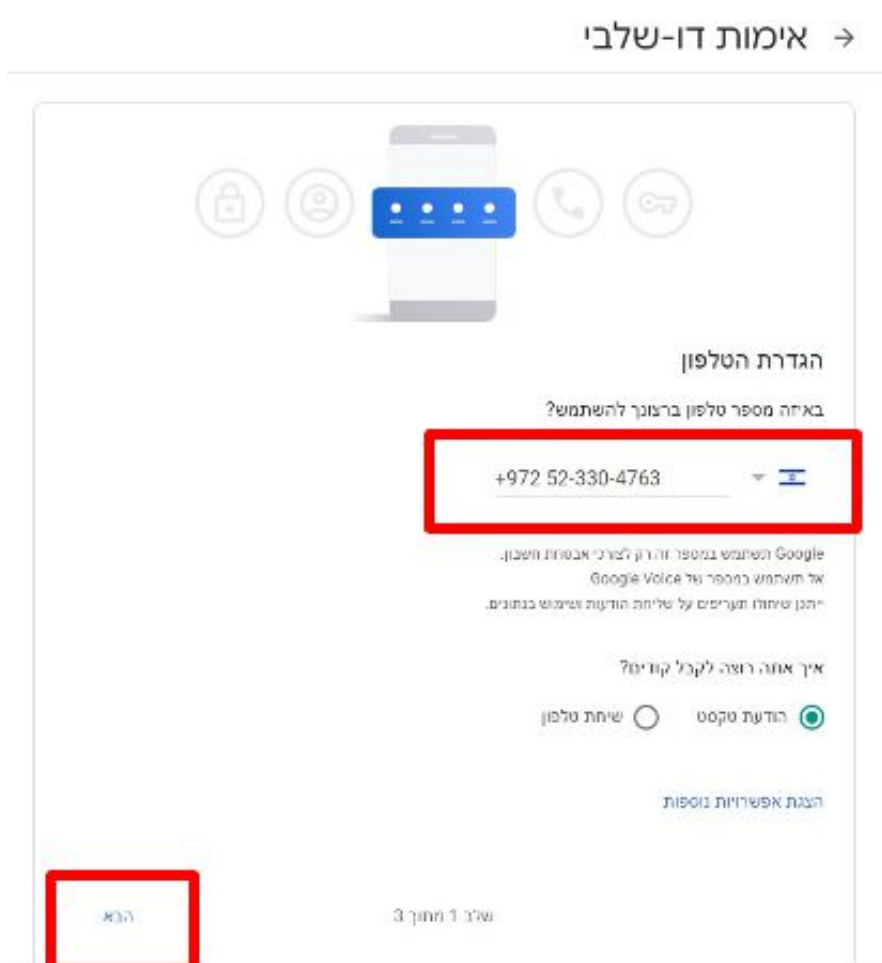 אימות דו-שלבי
הגדרת הטלפון
באיזה מספר טלפון ברצונך להשתמש?
+972 52-330-4763
Google תשתמש במספר זה רק לצורכי אבטחת חשבון.
אל תשתמש במספר של Google Voice
ייתכן שיחולו תעריפים על שליחת הודעות ושימוש בנתונים.
איך אתה רוצה לקבל קודים?
הודעת טקסט שיחת טלפון
הצגת אפשרויות נוספות
שלב 1 מתוך 3 הבא